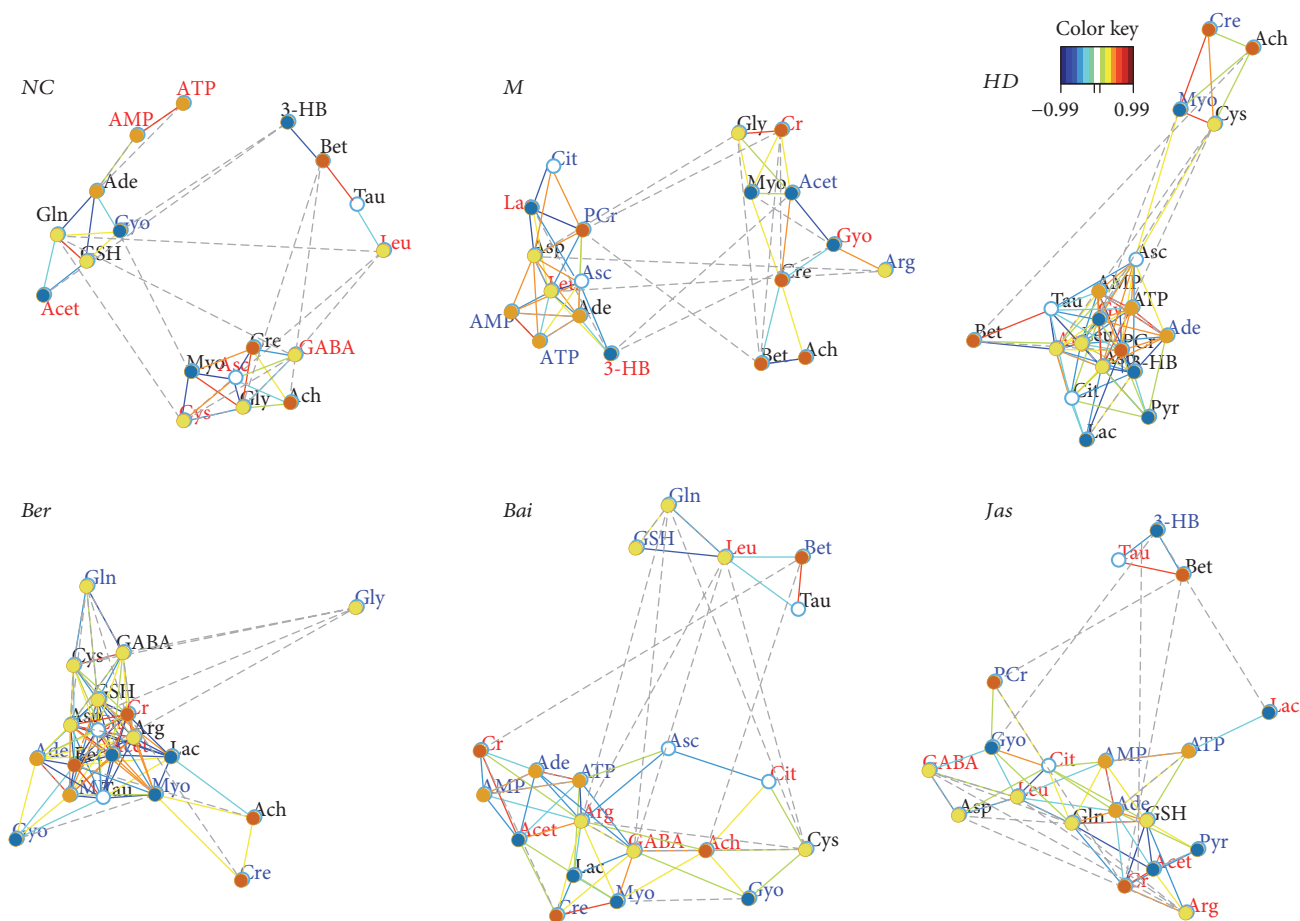 NC
ATP
AMP
Ade
Gln
Gyo
GSH
Acet
3-HB
Bet
Tau
Leu
Cre
GABA
Myo
Asc
Cys
Gly
Ach
M
Gly
Cr
Cit
Myo
Acet
La
PCr
Asp
Gyo
Arg
Asc
Cre
Leu
Ade
AMP
ATP
3-HB
Bet
Ach
HD
Color key
−0.99 0.99
Cre
Ach
Myo
Cys
Asc
AMP
Tau
ATP
Bet
Leu
PCr
Ade
Asp
3-HB
Cit
Pyr
Lac
Ber
Gln
Gly
GABA
Cys
GSH
Cr
Asp
Arg
Ade
Bet
Acet
Lac
Tau
Myo
Gyo
Ach
Cre
Bai
Gln
GSH
Leu
Bet
Tau
Cr
Asc
Ade
ATP
Cit
AMP
Arg
Acet
GABA
Ach
Cys
Lac
Myo
Gyo
Cre
Jas
3-HB
Tau
Bet
PCr
Lac
Gyo
ATP
GABA
Cit
AMP
Leu
Asp
Ade
Gln
GSH
Pyr
Acet
Cr
Arg